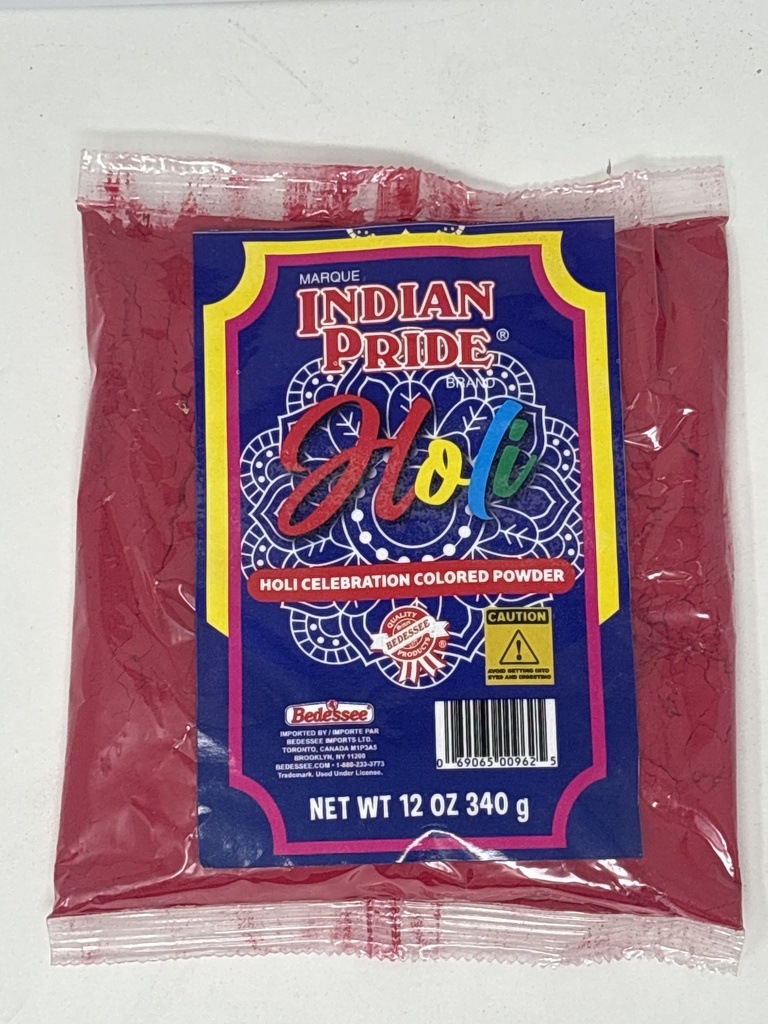 MARQUE
INDIAN
PRIDE®
BRAND
Holi
HOLI CELEBRATION COLORED POWDER
QUALITY
BEDESSEE
PRODUCTS
®
CAUTION
AVOID GETTING INTO
EYES AND INGESTING
Bedessee®
IMPORTED BY / IMPORTE PAR
BEDESSEE IMPORTS LTD.
TORONTO, CANADA M1P3A5
BROOKLYN, NY 11208
BEDESSEE.COM • 1-880-233-3773
Trademark. Used Under License.
0 69065 00962 5
NET WT 12 OZ 340 g